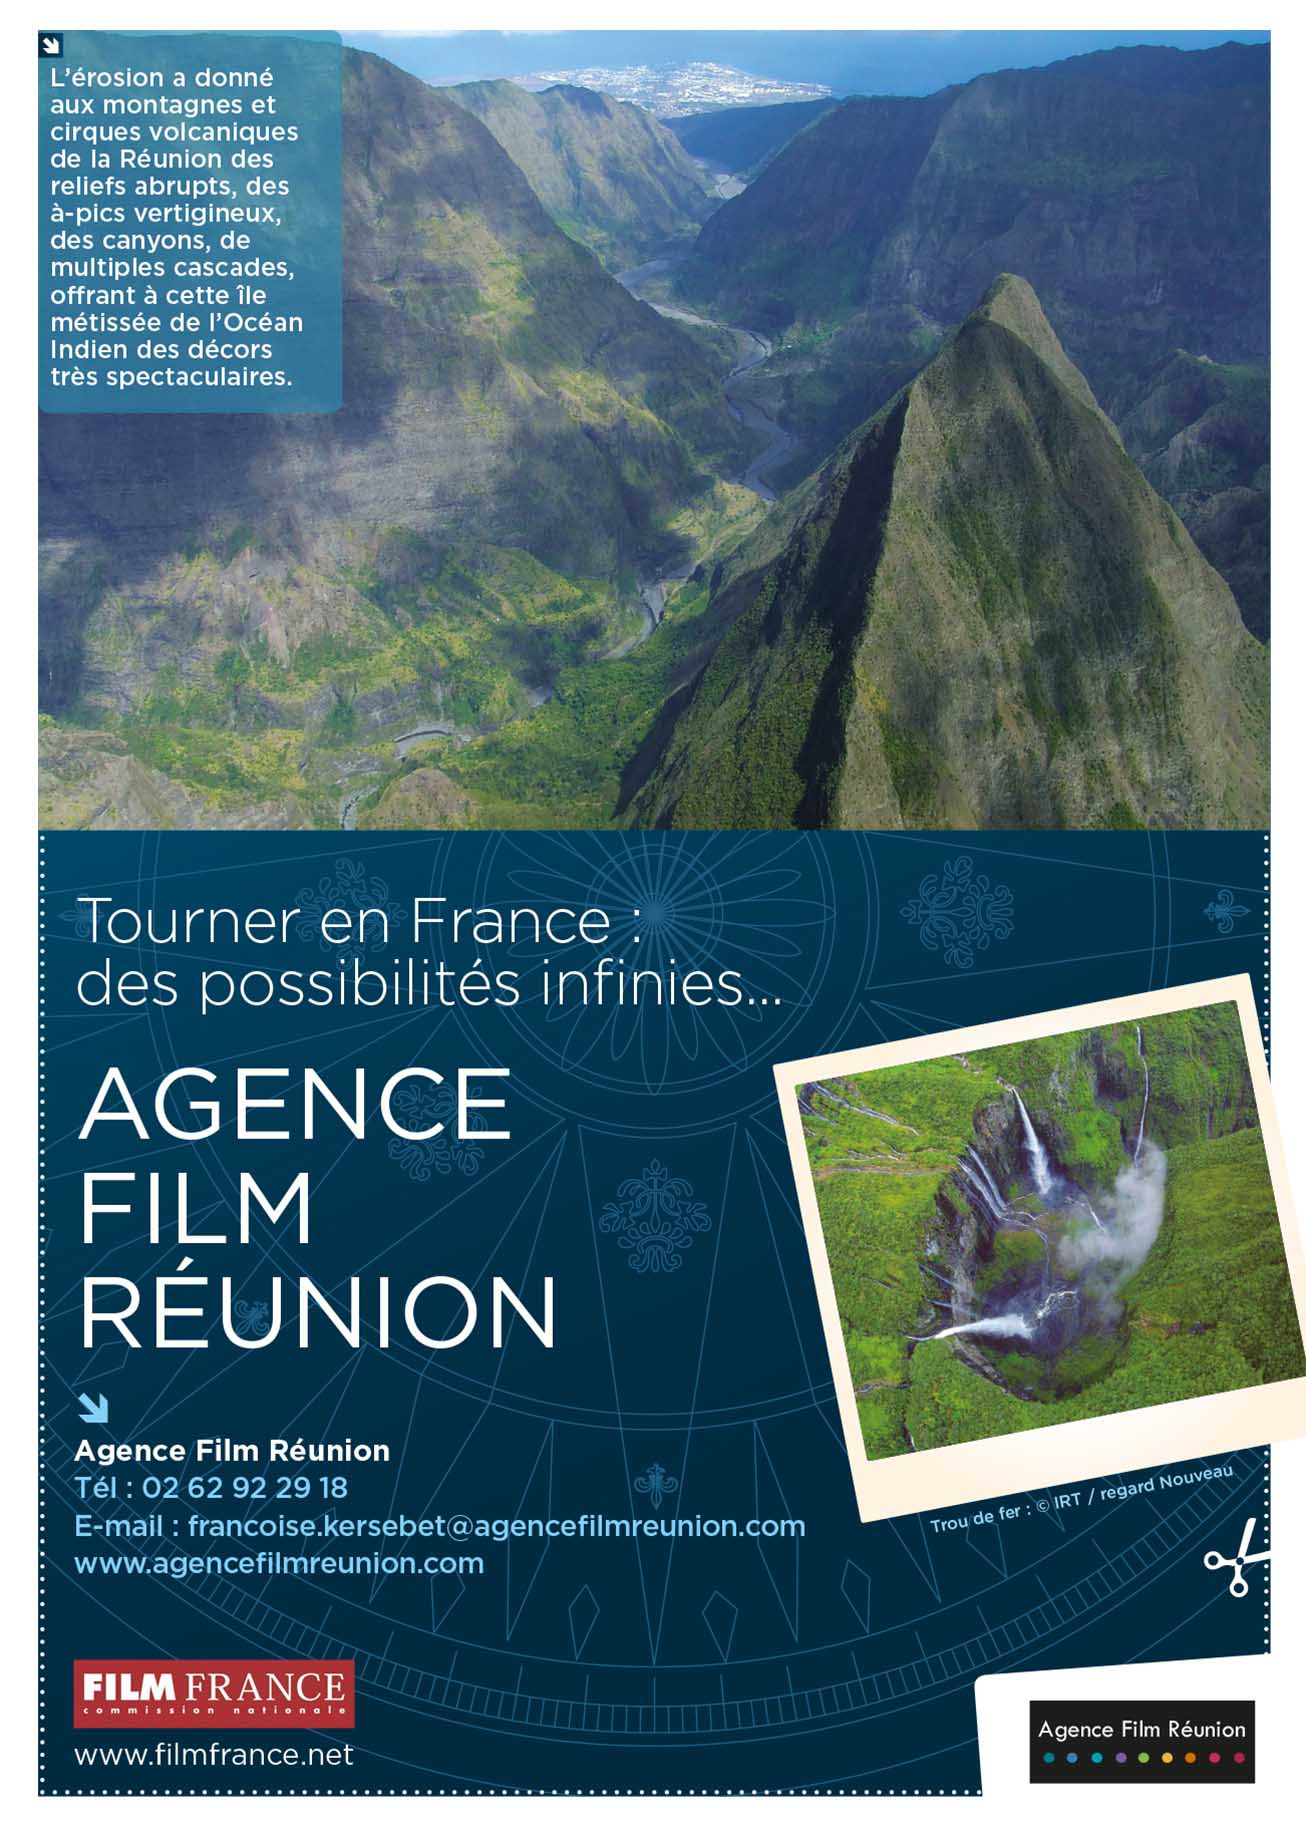 L'érosion a donné
aux montagnes et
cirques volcaniques
de la Réunion des
reliefs abrupts, des
à-pics vertigineux,
des canyons, de
multiples cascades,
offrant à cette île
métissée de l'Océan
Indien des décors
très spectaculaires.
Tourner en France :
des possibilités infinies...
AGENCE
FILM
RÉUNION
Agence Film Réunion
Tél : 02 62 92 29 18
E-mail : francoise.kersebet@agencefilmreunion.com
www.agencefilmreunion.com
Trou de fer : © IRT / regard Nouveau
FILM FRANCE
commission nationale
www.filmfrance.net
Agence Film Réunion